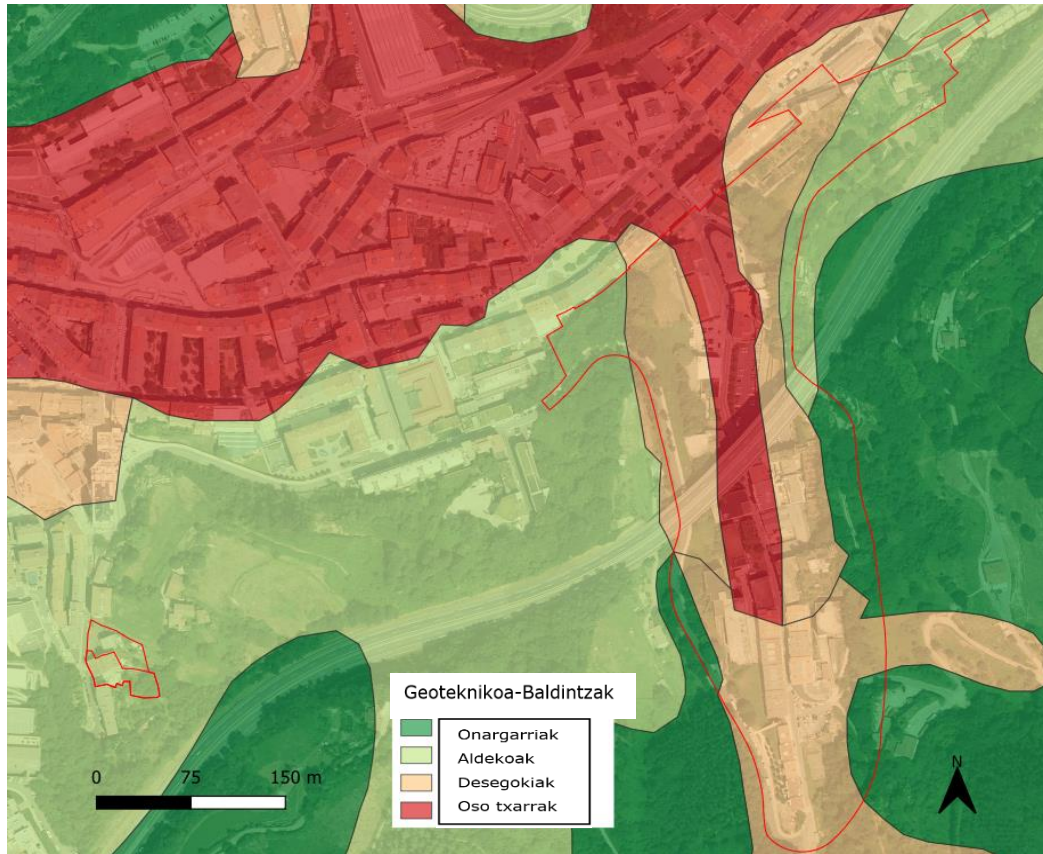 Geoteknikoa-Baldintzak
Onargarriak
Aldekoak
Desegokiak
Oso txarrak
0 75 150 m
N